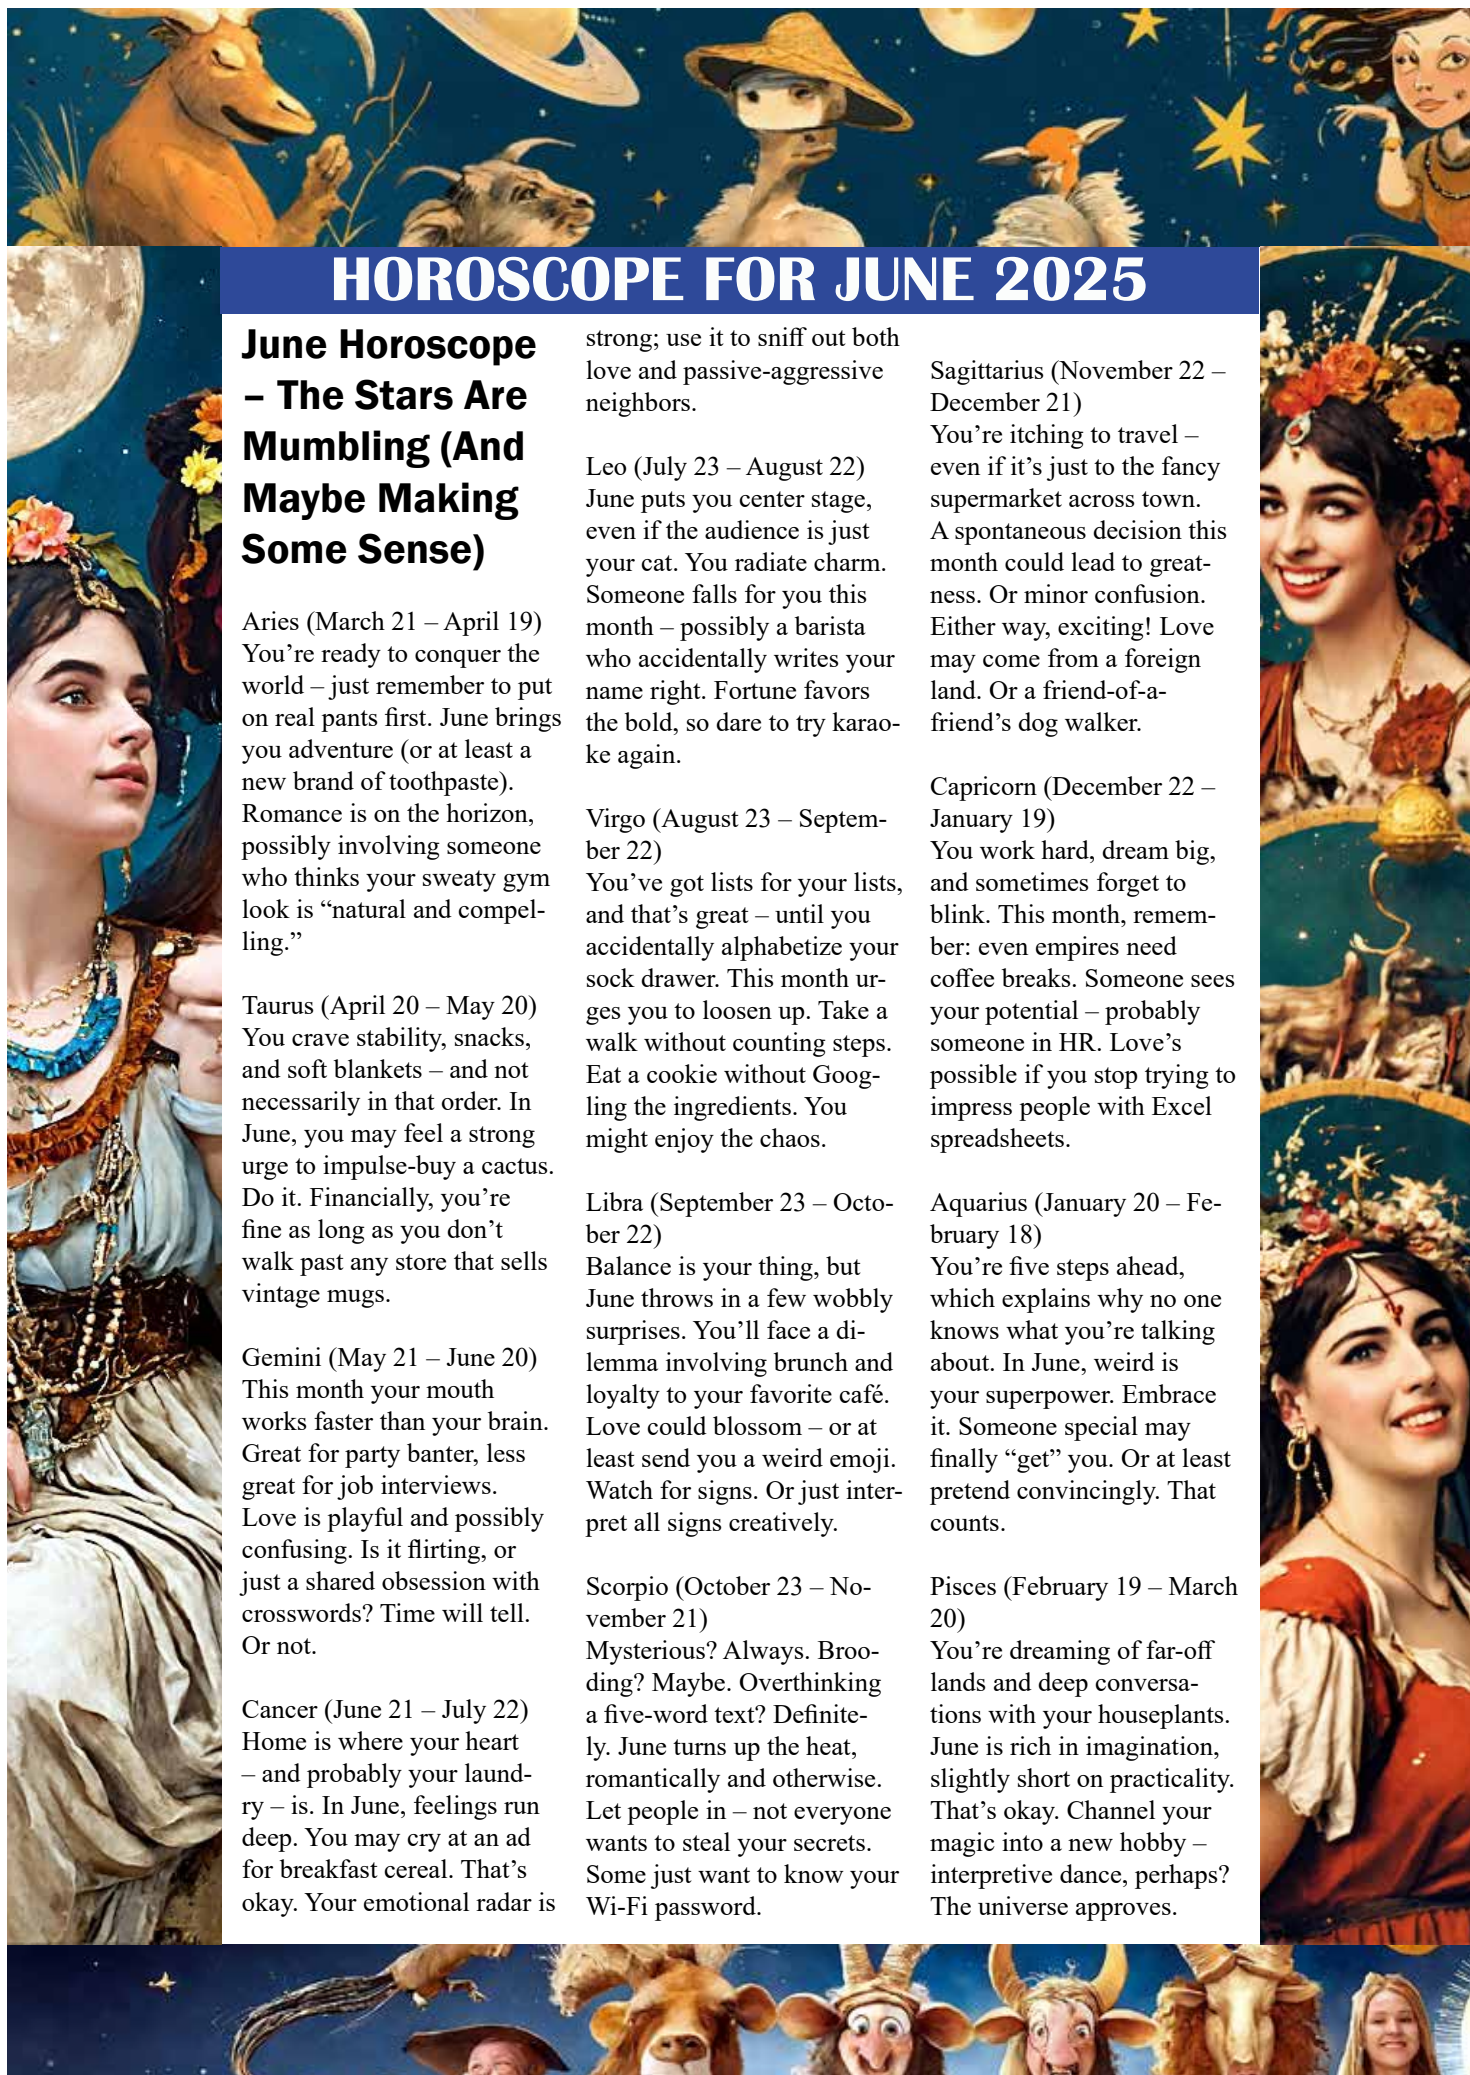 HOROSCOPE FOR JUNE 2025
June Horoscope
– The Stars Are
Mumbling (And
Maybe Making
Some Sense)
Aries (March 21 – April 19)
You’re ready to conquer the
world – just remember to put
on real pants first. June brings
you adventure (or at least a
new brand of toothpaste).
Romance is on the horizon,
possibly involving someone
who thinks your sweaty gym
look is “natural and compel-
ling.”
Taurus (April 20 – May 20)
You crave stability, snacks,
and soft blankets – and not
necessarily in that order. In
June, you may feel a strong
urge to impulse-buy a cactus.
Do it. Financially, you’re
fine as long as you don’t
walk past any store that sells
vintage mugs.
Gemini (May 21 – June 20)
This month your mouth
works faster than your brain.
Great for party banter, less
great for job interviews.
Love is playful and possibly
confusing. Is it flirting, or
just a shared obsession with
crosswords? Time will tell.
Or not.
Cancer (June 21 – July 22)
Home is where your heart
– and probably your laund-
ry – is. In June, feelings run
deep. You may cry at an ad
for breakfast cereal. That’s
okay. Your emotional radar is
strong; use it to sniff out both
love and passive-aggressive
neighbors.
Leo (July 23 – August 22)
June puts you center stage,
even if the audience is just
your cat. You radiate charm.
Someone falls for you this
month – possibly a barista
who accidentally writes your
name right. Fortune favors
the bold, so dare to try karao-
ke again.
Virgo (August 23 – Septem-
ber 22)
You’ve got lists for your lists,
and that’s great – until you
accidentally alphabetize your
sock drawer. This month ur-
ges you to loosen up. Take a
walk without counting steps.
Eat a cookie without Goog-
ling the ingredients. You
might enjoy the chaos.
Libra (September 23 – Octo-
ber 22)
Balance is your thing, but
June throws in a few wobbly
surprises. You’ll face a di-
lemma involving brunch and
loyalty to your favorite café.
Love could blossom – or at
least send you a weird emoji.
Watch for signs. Or just inter-
pret all signs creatively.
Scorpio (October 23 – No-
vember 21)
Mysterious? Always. Broo-
ding? Maybe. Overthinking
a five-word text? Definite-
ly. June turns up the heat,
romantically and otherwise.
Let people in – not everyone
wants to steal your secrets.
Some just want to know your
Wi-Fi password.
Sagittarius (November 22 –
December 21)
You’re itching to travel –
even if it’s just to the fancy
supermarket across town.
A spontaneous decision this
month could lead to great-
ness. Or minor confusion.
Either way, exciting! Love
may come from a foreign
land. Or a friend-of-a-
friend’s dog walker.
Capricorn (December 22 –
January 19)
You work hard, dream big,
and sometimes forget to
blink. This month, remem-
ber: even empires need
coffee breaks. Someone sees
your potential – probably
someone in HR. Love’s
possible if you stop trying to
impress people with Excel
spreadsheets.
Aquarius (January 20 – Fe-
bruary 18)
You’re five steps ahead,
which explains why no one
knows what you’re talking
about. In June, weird is
your superpower. Embrace
it. Someone special may
finally “get” you. Or at least
pretend convincingly. That
counts.
Pisces (February 19 – March
20)
You’re dreaming of far-off
lands and deep conversa-
tions with your houseplants.
June is rich in imagination,
slightly short on practicality.
That’s okay. Channel your
magic into a new hobby –
interpretive dance, perhaps?
The universe approves.